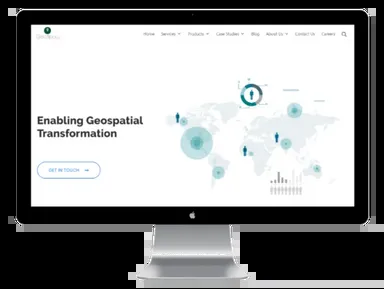 Home Services Products Case Studies Blog About Us Contact Us Careers
Enabling Geospatial
Transformation
GET IN TOUCH